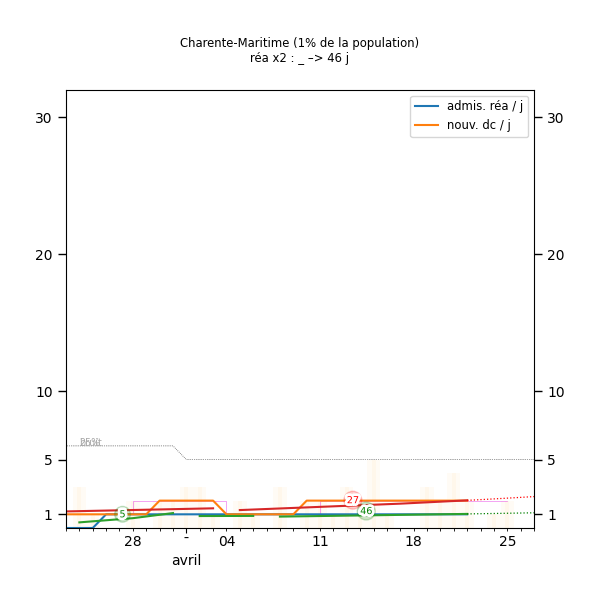 Charente-Maritime (1% de la population)
réa x2 : _ –> 46 j
admis. réa / j
nouv. dc / j
30 30
20 20
10 10
5 5
27
5 46
1 1
28 - 04 11 18 25
avril